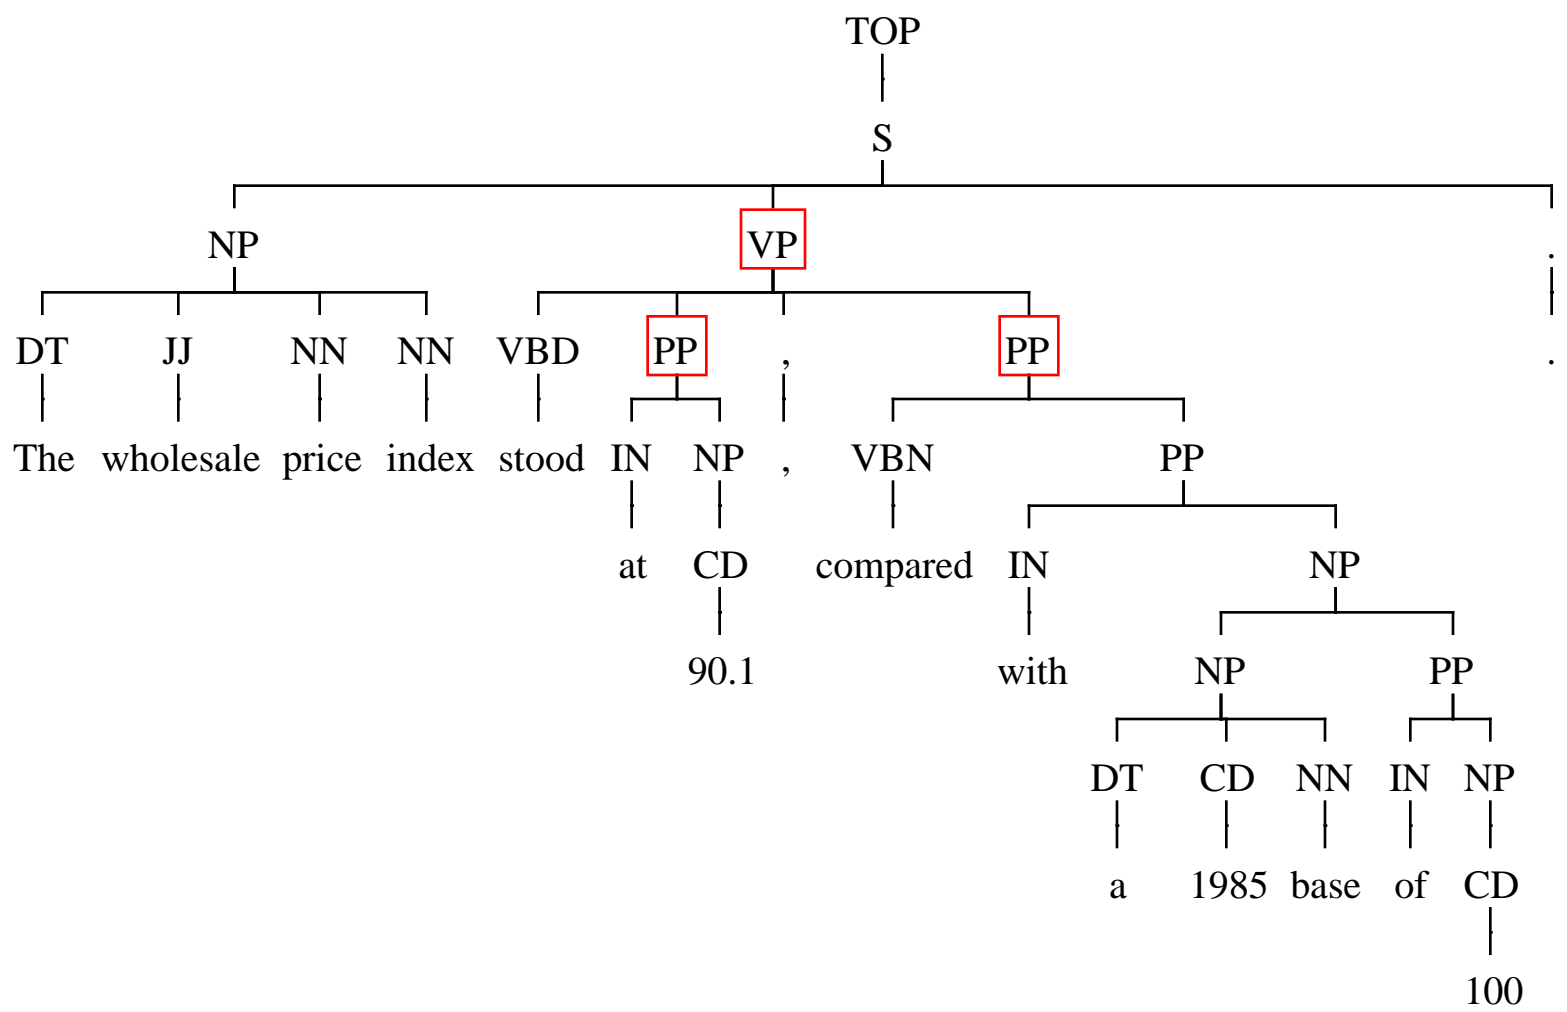 TOP
S
NP VP .
DT JJ NN NN VBD PP , PP .
The wholesale price index stood IN NP , VBN PP
at CD compared IN NP
90.1 with NP PP
DT CD NN IN NP
a 1985 base of CD
100